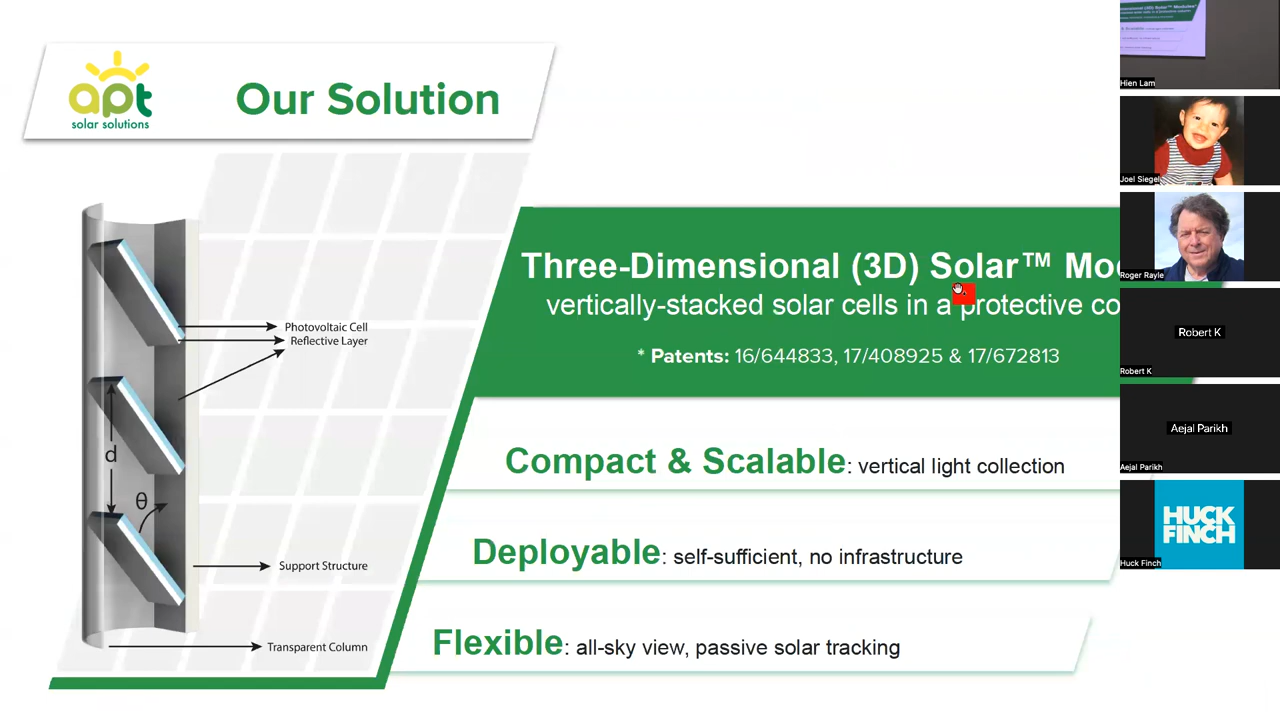 apt
solar solutions
Our Solution
Three-Dimensional (3D) Solar™
vertically-stacked solar cells in a protective
* Patents: 16/644833, 17/408925 & 17/672813
Photovoltaic Cell
Reflective Layer
d
θ
Support Structure
Transparent Column
Compact & Scalable: vertical light collection
Deployable: self-sufficient, no infrastructure
Flexible: all-sky view, passive solar tracking
Hien Lam
Joel Siegel
Roger Rayle
Robert K
Robert K
Aejal Parikh
Aejal Parikh
HUCK
FINCH
Huck Finch